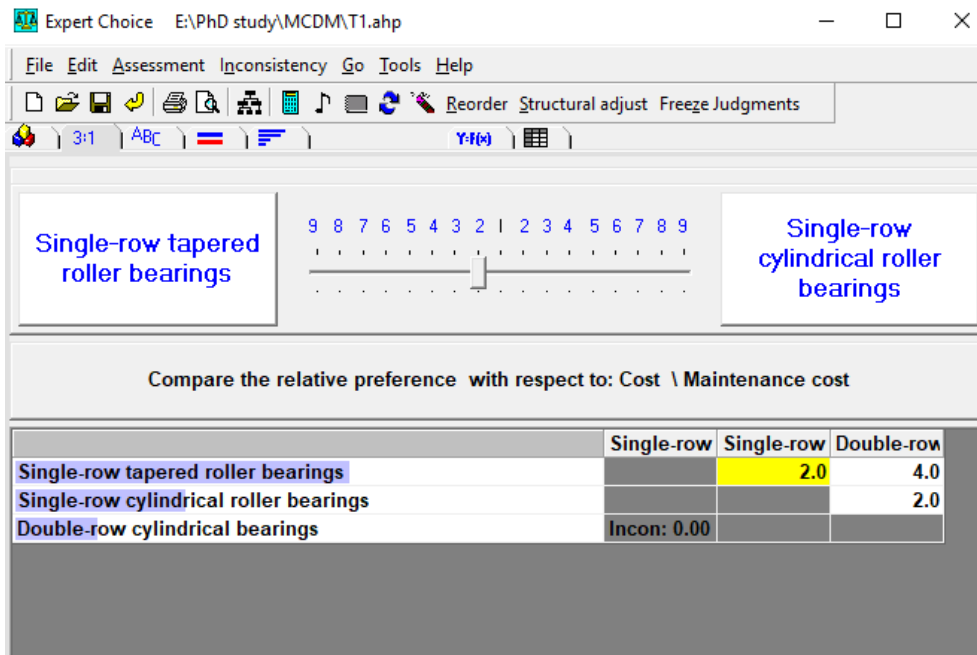 Expert Choice E:\PhD study\MCDM\T1.ahp
File Edit Assessment Inconsistency Go Tools Help
Reorder Structural adjust Freeze Judgments
3:1 ABC Y=F(x)
Single-row tapered
roller bearings
9 8 7 6 5 4 3 2 1 2 3 4 5 6 7 8 9
Single-row
cylindrical roller
bearings
Compare the relative preference with respect to: Cost \ Maintenance cost
Single-row Single-row Double-row
Single-row tapered roller bearings 2.0 4.0
Single-row cylindrical roller bearings 2.0
Double-row cylindrical bearings Incon: 0.00